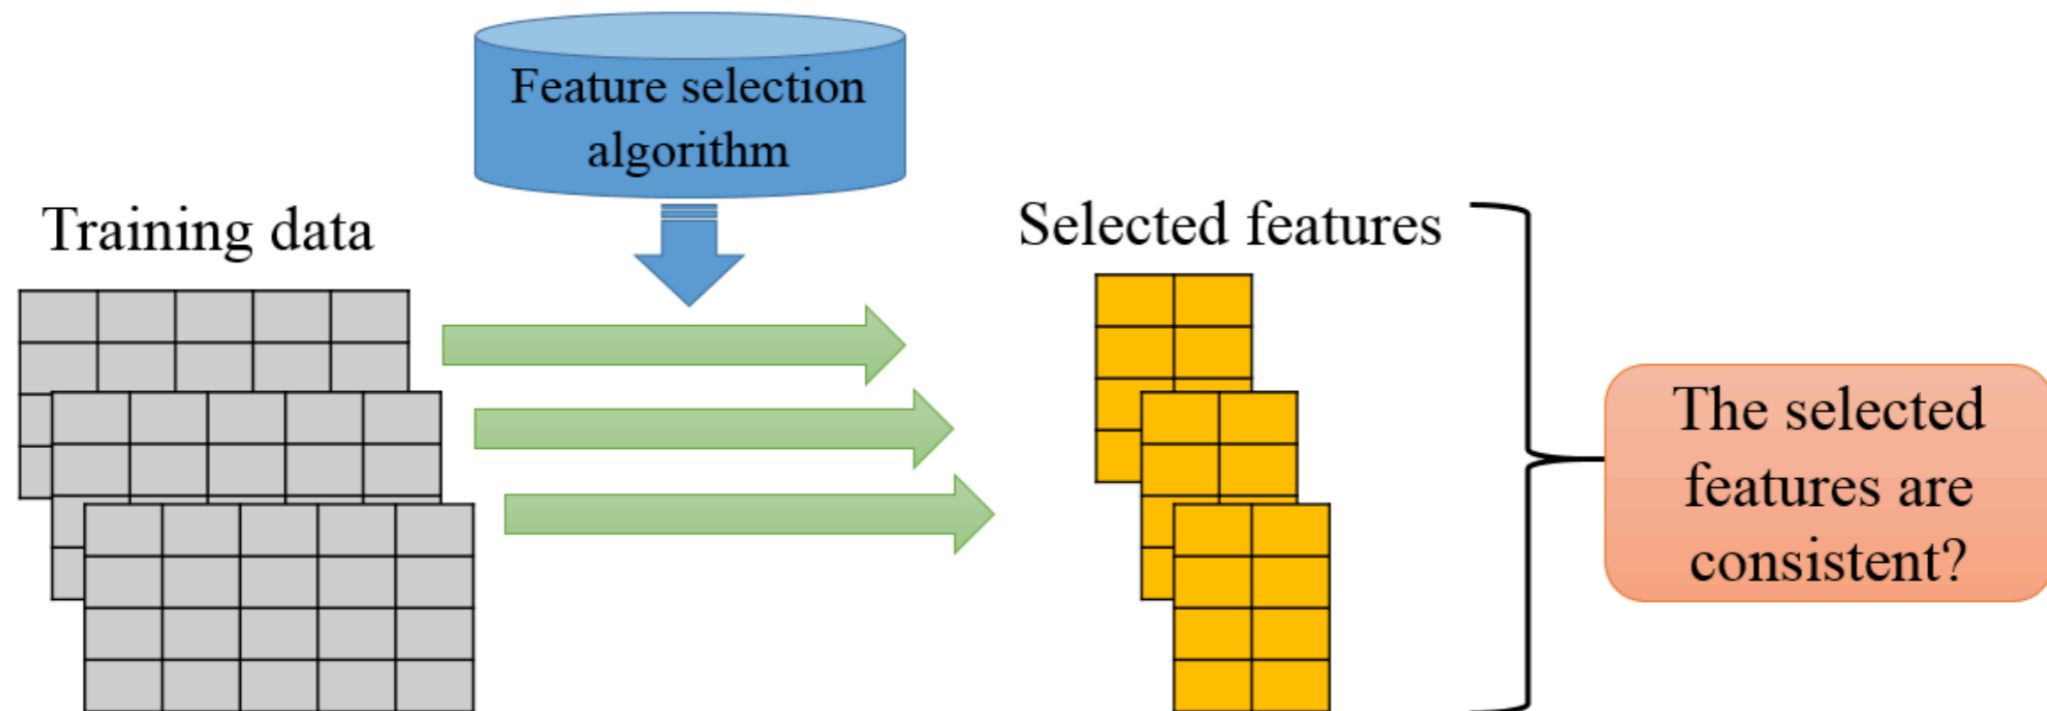 Feature selection
algorithm
Training data
Selected features
The selected
features are
consistent?